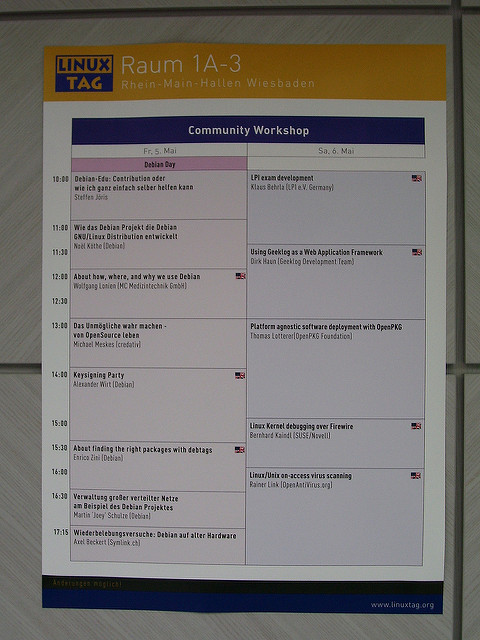 LINUX
TAG
Raum 1A-3
Rhein-Main-Hallen Wiesbaden
Community Workshop
Fr, 5. Mai
Sa, 6. Mai
Debian Day
10:00
Debian-Edu: Contribution oder
wie ich ganz einfach selber helfen kann
Steffen Jöris
LPI exam development
Klaus Behrla (LPI e.V. Germany)
11:00
Wie das Debian Projekt die Debian
GNU/Linux Distribution entwickelt
Noèl Köthe (Debian)
11:30
Using Geeklog as a Web Application Framework
Dirk Haun (Geeklog Development Team)
12:00
About how, where, and why we use Debian
Wolfgang Lonien (MC Medizintechnik GmbH)
12:30
13:00
Das Unmögliche wahr machen -
von OpenSource leben
Michael Meskes (credativ)
Platform agnostic software deployment with OpenPKG
Thomas Lotterer(OpenPKG Foundation)
14:00
Keysigning Party
Alexander Wirt (Debian)
15:00
Linux Kernel debugging over Firewire
Bernhard Kaindl (SUSE/Novell)
15:30
About finding the right packages with debtags
Enrico Zini (Debian)
16:00
Linux/Unix on-access virus scanning
Rainer Link (OpenAntiVirus.org)
16:30
Verwaltung großer verteilter Netze
am Beispiel des Debian Projektes
Martin 'Joey' Schulze (Debian)
17:15
Wiederbelebungsversuche: Debian auf alter Hardware
Axel Beckert (Symlink.ch)
Änderungen möglich!
www.linuxtag.org